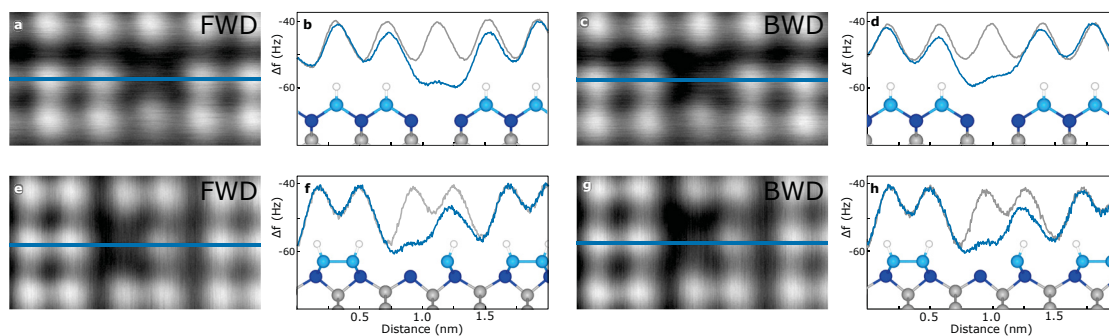 a
FWD
b
-40
-60
Δf (Hz)
c
BWD
d
-40
-60
Δf (Hz)
e
FWD
f
-40
-60
Δf (Hz)
0.5
1.0
1.5
Distance (nm)
g
BWD
h
-40
-60
Δf (Hz)
0.5
1.0
1.5
Distance (nm)